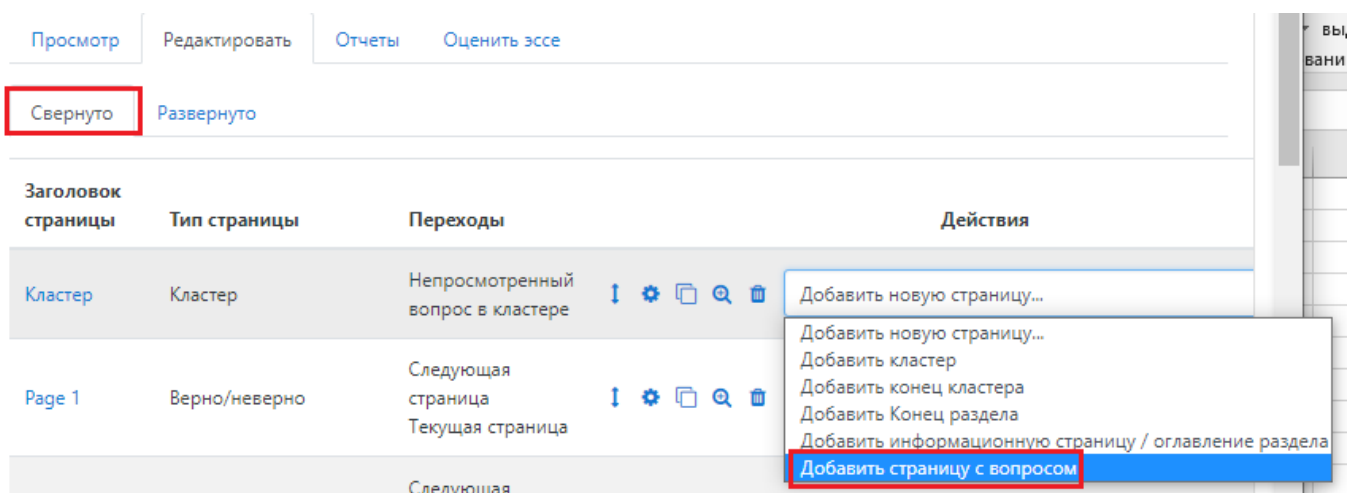 Просмотр Редактировать Отчеты Оценить эссе
Свернуто Развернуто
Заголовок
страницы Тип страницы Переходы Действия
Кластер Кластер Непросмотренный
вопрос в кластере Добавить новую страницу...
Добавить новую страницу...
Добавить кластер
Добавить конец кластера
Добавить Конец раздела
Добавить информационную страницу / оглавление раздела
Добавить страницу с вопросом
Page 1 Верно/неверно Следующая
страница
Текущая страница
Следующая